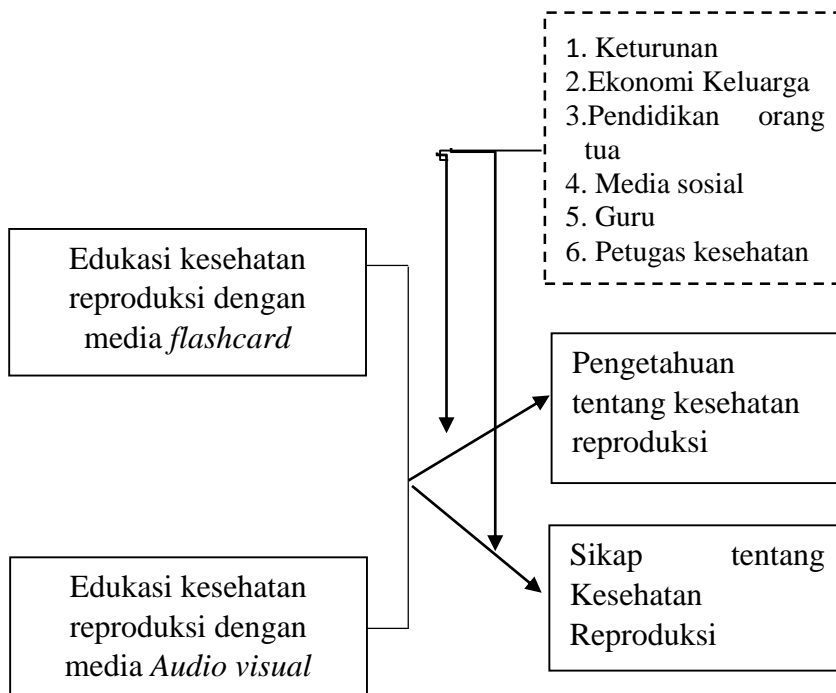 1. Keturunan
2.Ekonomi Keluarga
3.Pendidikan orang
tua
4. Media sosial
5. Guru
6. Petugas kesehatan
Edukasi kesehatan
reproduksi dengan
media flashcard
Pengetahuan
tentang kesehatan
reproduksi
Edukasi kesehatan
reproduksi dengan
media Audio visual
Sikap tentang
Kesehatan
Reproduksi